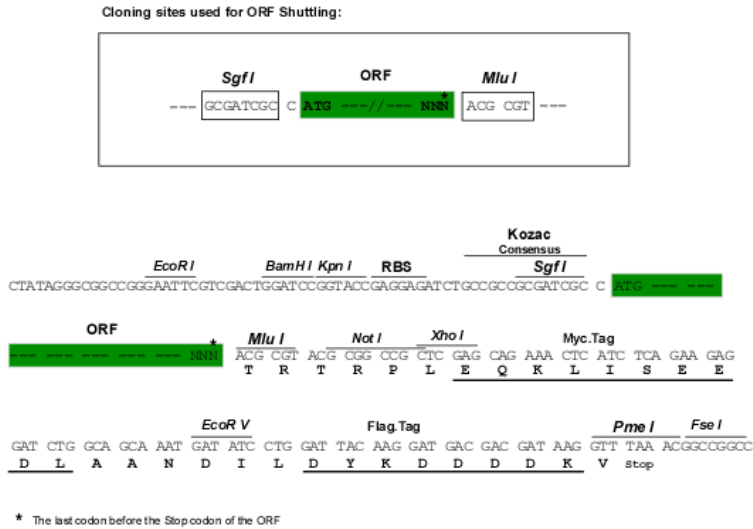 Cloning sites used for ORF Shuttling:
Sgf I ORF Mlu I
--- GCGATCGC C ATG ---//--- NNN* ACG CGT ---
Kozac
Consensus
EcoR I BamH I Kpn I RBS Sgf I
CTATAGGGCGGCCGGGAATTCGTCGACTGGATCCGGTACCGAGGAGATCTGCCGCCGCGATCGC C ATG --- ---
ORF Mlu I Not I Xho I Myc.Tag
--- --- --- --- --- NNN* ACG CGT ACG CGG CCG CTC GAG CAG AAA CTC ATC TCA GAA GAG
T R T R P L E Q K L I S E E
EcoR V Flag.Tag Pme I Fse I
GAT CTG GCA GCA AAT GAT ATC CTG GAT TAC AAG GAT GAC GAC GAT AAG GTT TAA ACGGCCGGCC
D L A A N D I L D Y K D D D D K V Stop
* The last codon before the Stop codon of the ORF